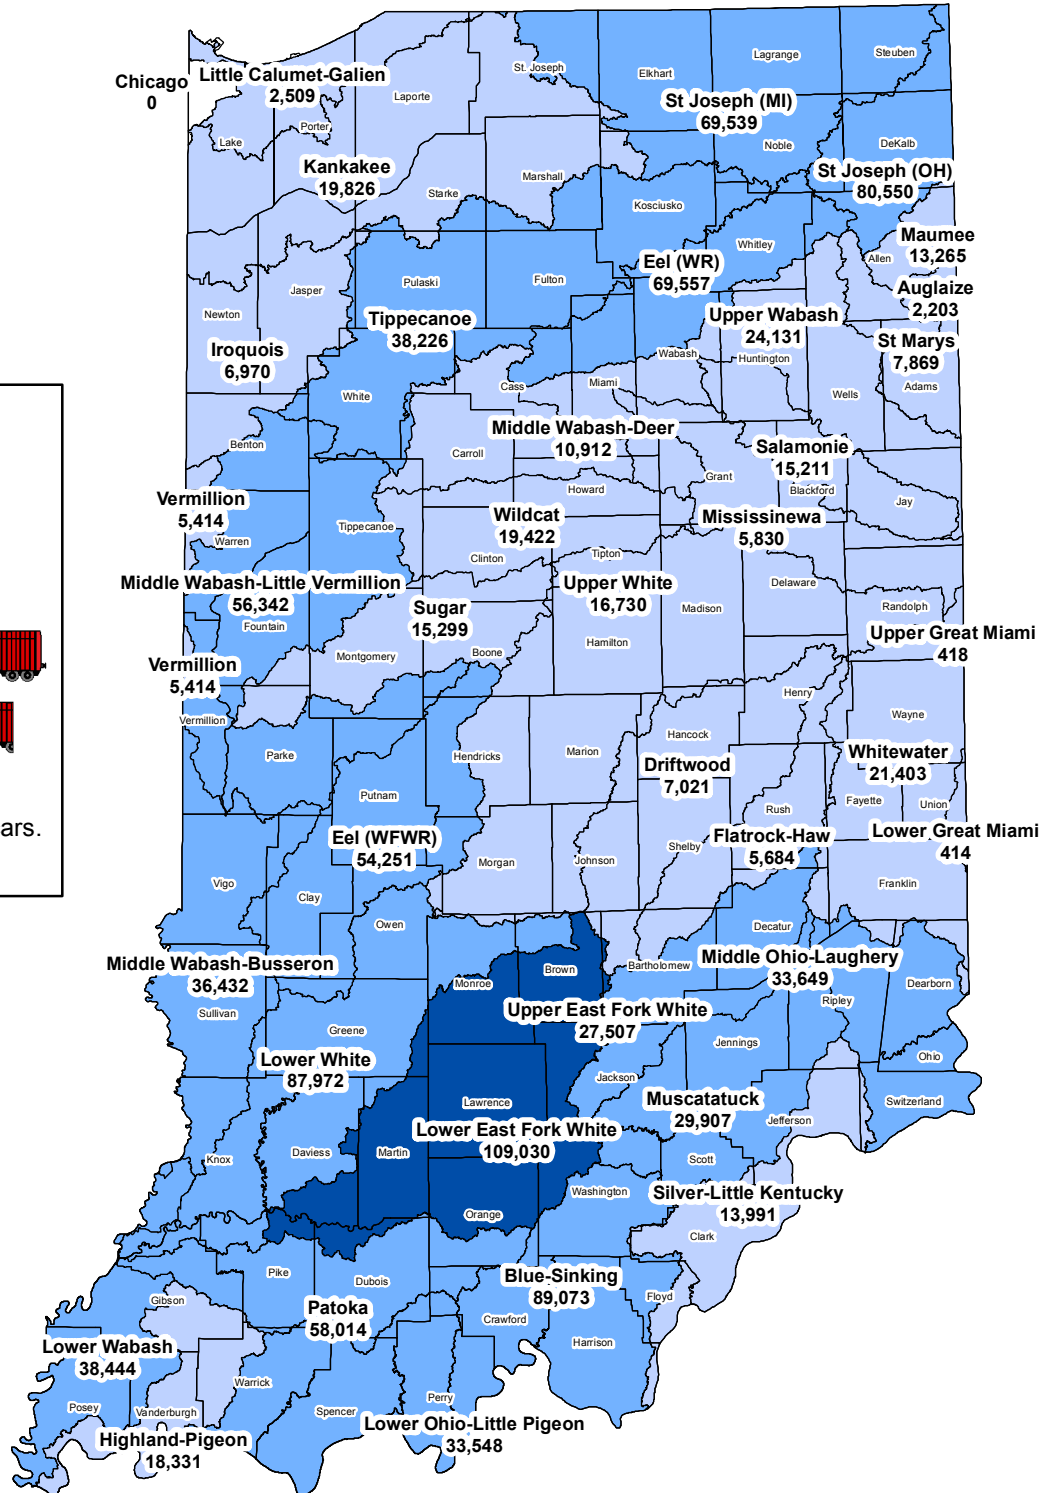 Chicago
0
Little Calumet-Galien
2,509
St. Joseph
Elkhart
Lagrange
Steuben
Laporte
Porter
Lake
St Joseph (MI)
69,539
Noble
DeKalb
Kankakee
19,826
Starke
Marshall
St Joseph (OH)
80,550
Kosciusko
Whitley
Allen
Maumee
13,265
Eel (WR)
69,557
Jasper
Pulaski
Fulton
Auglaize
2,203
Newton
Tippecanoe
38,226
Upper Wabash
24,131
St Marys
7,869
Iroquois
6,970
Wabash
Huntington
Adams
White
Cass
Miami
Wells
Benton
Carroll
Middle Wabash-Deer
10,912
Salamonie
15,211
Grant
Blackford
Jay
Howard
Vermillion
5,414
Warren
Tippecanoe
Wildcat
19,422
Mississinewa
5,830
Clinton
Tipton
Middle Wabash-Little Vermillion
56,342
Fountain
Sugar
15,299
Upper White
16,730
Madison
Delaware
Randolph
Hamilton
Upper Great Miami
418
Montgomery
Boone
Vermillion
5,414
Vermillion
Henry
Wayne
Parke
Hendricks
Marion
Hancock
Driftwood
7,021
Whitewater
21,403
Putnam
Rush
Fayette
Union
ars.
Eel (WFWR)
54,251
Morgan
Johnson
Shelby
Flatrock-Haw
5,684
Lower Great Miami
414
Vigo
Clay
Franklin
Owen
Decatur
Middle Wabash-Busseron
36,432
Monroe
Brown
Bartholomew
Middle Ohio-Laughery
33,649
Dearborn
Sullivan
Greene
Upper East Fork White
27,507
Ripley
Jennings
Ohio
Lower White
87,972
Jackson
Lawrence
Muscatatuck
29,907
Jefferson
Switzerland
Lower East Fork White
109,030
Knox
Daviess
Martin
Scott
Washington
Silver-Little Kentucky
13,991
Orange
Clark
Pike
Dubois
Blue-Sinking
89,073
Floyd
Gibson
Patoka
58,014
Crawford
Harrison
Lower Wabash
38,444
Warrick
Posey
Vanderburgh
Spencer
Perry
Lower Ohio-Little Pigeon
33,548
Highland-Pigeon
18,331